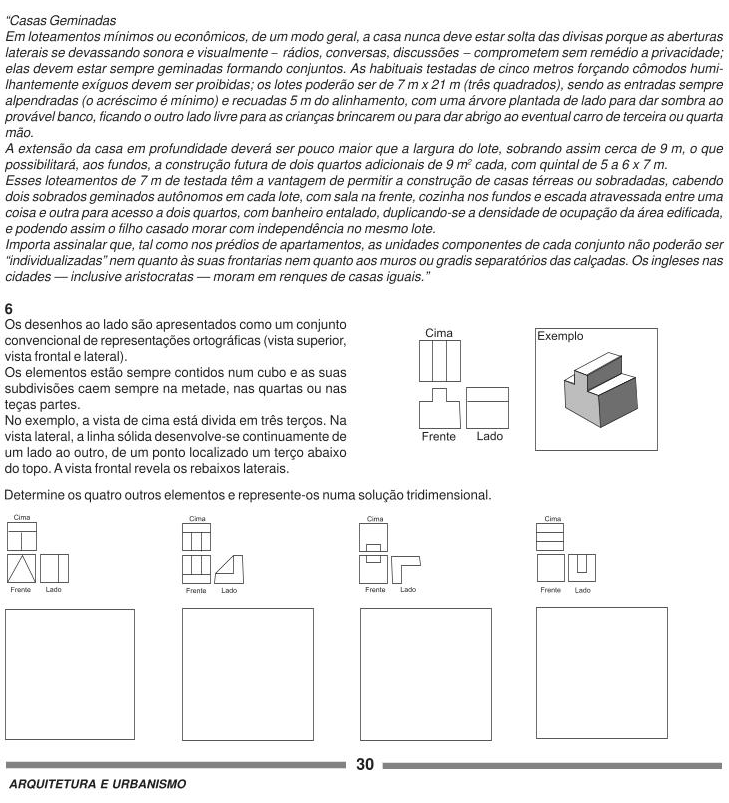 “Casas Geminadas
Em loteamentos mínimos ou econômicos, de um modo geral, a casa nunca deve estar solta das divisas porque as aberturas
laterais se devassando sonora e visualmente – rádios, conversas, discussões – comprometem sem remédio a privacidade;
elas devem estar sempre geminadas formando conjuntos. As habituais testadas de cinco metros forçando cômodos humi-
lhantemente exíguos devem ser proibidas; os lotes poderão ser de 7 m x 21 m (três quadrados), sendo as entradas sempre
alpendradas (o acréscimo é mínimo) e recuadas 5 m do alinhamento, com uma árvore plantada de lado para dar sombra ao
provável banco, ficando o outro lado livre para as crianças brincarem ou para dar abrigo ao eventual carro de terceira ou quarta
mão.
A extensão da casa em profundidade deverá ser pouco maior que a largura do lote, sobrando assim cerca de 9 m, o que
possibilitará, aos fundos, a construção futura de dois quartos adicionais de 9 m² cada, com quintal de 5 a 6 x 7 m.
Esses loteamentos de 7 m de testada têm a vantagem de permitir a construção de casas térreas ou sobradadas, cabendo
dois sobrados geminados autônomos em cada lote, com sala na frente, cozinha nos fundos e escada atravessada entre uma
coisa e outra para acesso a dois quartos, com banheiro entalado, duplicando-se a densidade de ocupação da área edificada,
e podendo assim o filho casado morar com independência no mesmo lote.
Importa assinalar que, tal como nos prédios de apartamentos, as unidades componentes de cada conjunto não poderão ser
“individualizadas” nem quanto às suas frontarias nem quanto aos muros ou gradis separatórios das calçadas. Os ingleses nas
cidades — inclusive aristocratas — moram em renques de casas iguais.”
6
Os desenhos ao lado são apresentados como um conjunto
convencional de representações ortográficas (vista superior,
vista frontal e lateral).
Os elementos estão sempre contidos num cubo e as suas
subdivisões caem sempre na metade, nas quartas ou nas
teças partes.
No exemplo, a vista de cima está divida em três terços. Na
vista lateral, a linha sólida desenvolve-se continuamente de
um lado ao outro, de um ponto localizado um terço abaixo
do topo. A vista frontal revela os rebaixos laterais.
Cima
Frente Lado
Exemplo
Determine os quatro outros elementos e represente-os numa solução tridimensional.
Cima
Frente Lado
Cima
Frente Lado
Cima
Frente Lado
Cima
Frente Lado
30
ARQUITETURA E URBANISMO